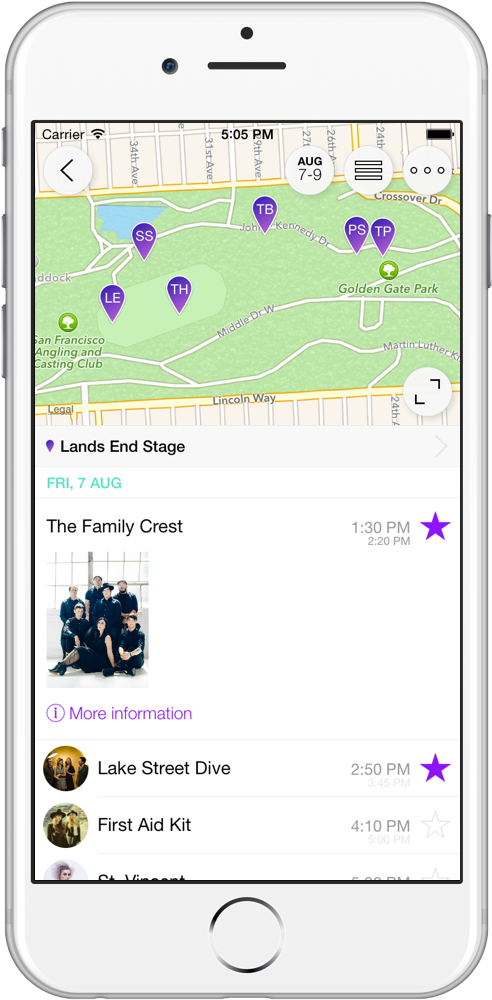 Carrier
5:05 PM
34th Ave
31st Ave
27t
26th Ave
24th
AUG
7-9
Crossover Dr
TB
John F Kennedy Dr
PS
TP
SS
ddock
TH
LE
Golden Gate Park
San Francisco
Angling and
Casting Club
Middle Dr W
Martin Luther K
Lincoln Way
24th A
Legal
Lands End Stage
FRI, 7 AUG
The Family Crest
1:30 PM
2:20 PM
More information
Lake Street Dive
2:50 PM
3:45 PM
First Aid Kit
4:10 PM
5:00 PM
St. Vincent